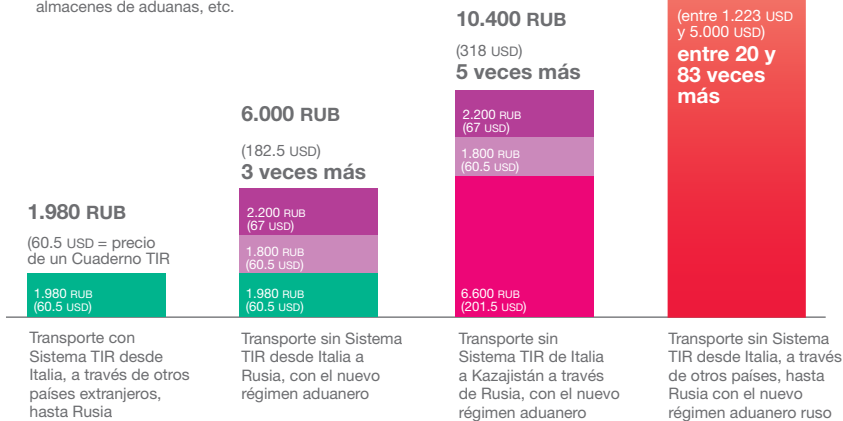 almacenes de aduanas, etc.
1.980 RUB
(60.5 USD = precio
de un Cuaderno TIR
1.980 RUB
(60.5 USD)
Transporte con
Sistema TIR desde
Italia, a través de otros
países extranjeros,
hasta Rusia
6.000 RUB
(182.5 USD)
3 veces más
2.200 RUB
(67 USD)
1.800 RUB
(60.5 USD)
1.980 RUB
(60.5 USD)
Transporte sin Sistema
TIR desde Italia a
Rusia, con el nuevo
régimen aduanero
10.400 RUB
(318 USD)
5 veces más
2.200 RUB
(67 USD)
1.800 RUB
(60.5 USD)
6.600 RUB
(201.5 USD)
Transporte sin
Sistema TIR de Italia
a Kazajistán a través
de Rusia, con el nuevo
régimen aduanero
(entre 1.223 USD
y 5.000 USD)
entre 20 y
83 veces
más
Transporte sin Sistema
TIR desde Italia, a través
de otros países, hasta
Rusia con el nuevo
régimen aduanero ruso